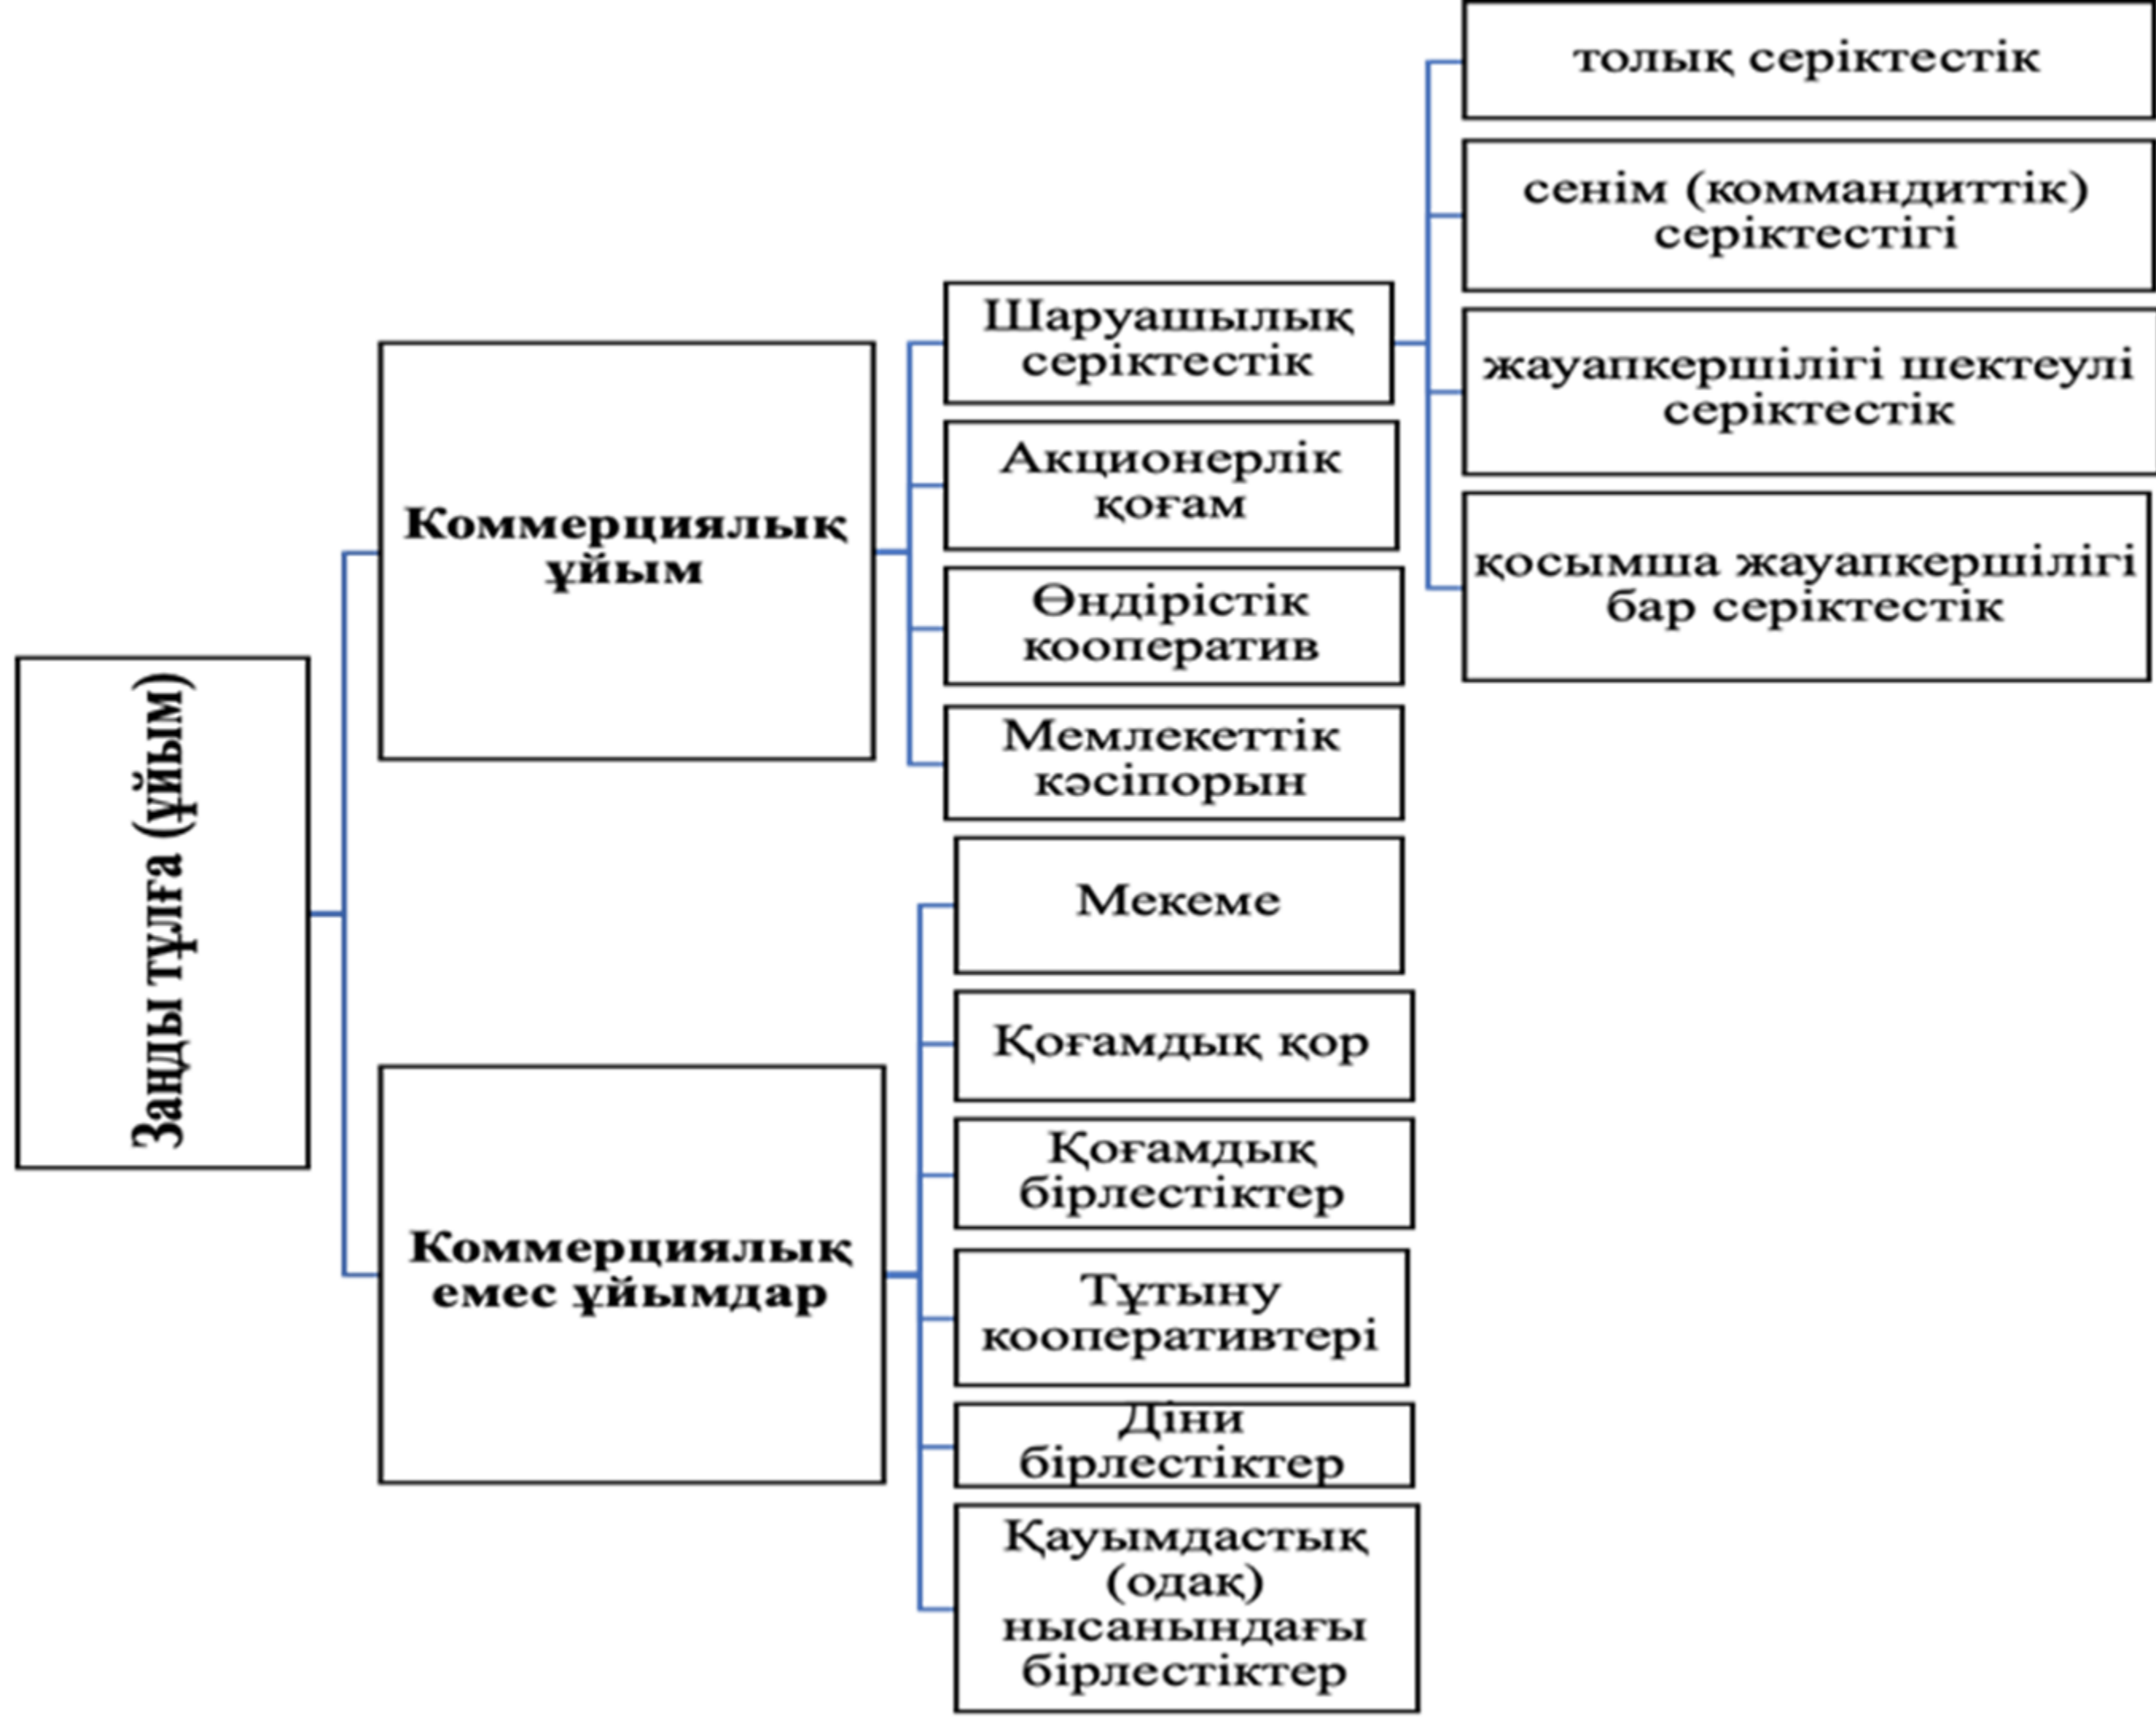 Заңды тұлға (ұйым)
Коммерциялық
ұйым
Шаруашылық
серіктестік
толық серіктестік
сенім (коммандиттік)
серіктестігі
жауапкершілігі шектеулі
серіктестік
қосымша жауапкершілігі
бар серіктестік
Акционерлік
қоғам
Өндірістік
кооператив
Мемлекеттік
кәсіпорын
Коммерциялық
емес ұйымдар
Мекеме
Қоғамдық қор
Қоғамдық
бірлестіктер
Тұтыну
кооперативтері
Діни
бірлестіктер
Қауымдастық
(одақ)
нысанындағы
бірлестіктер